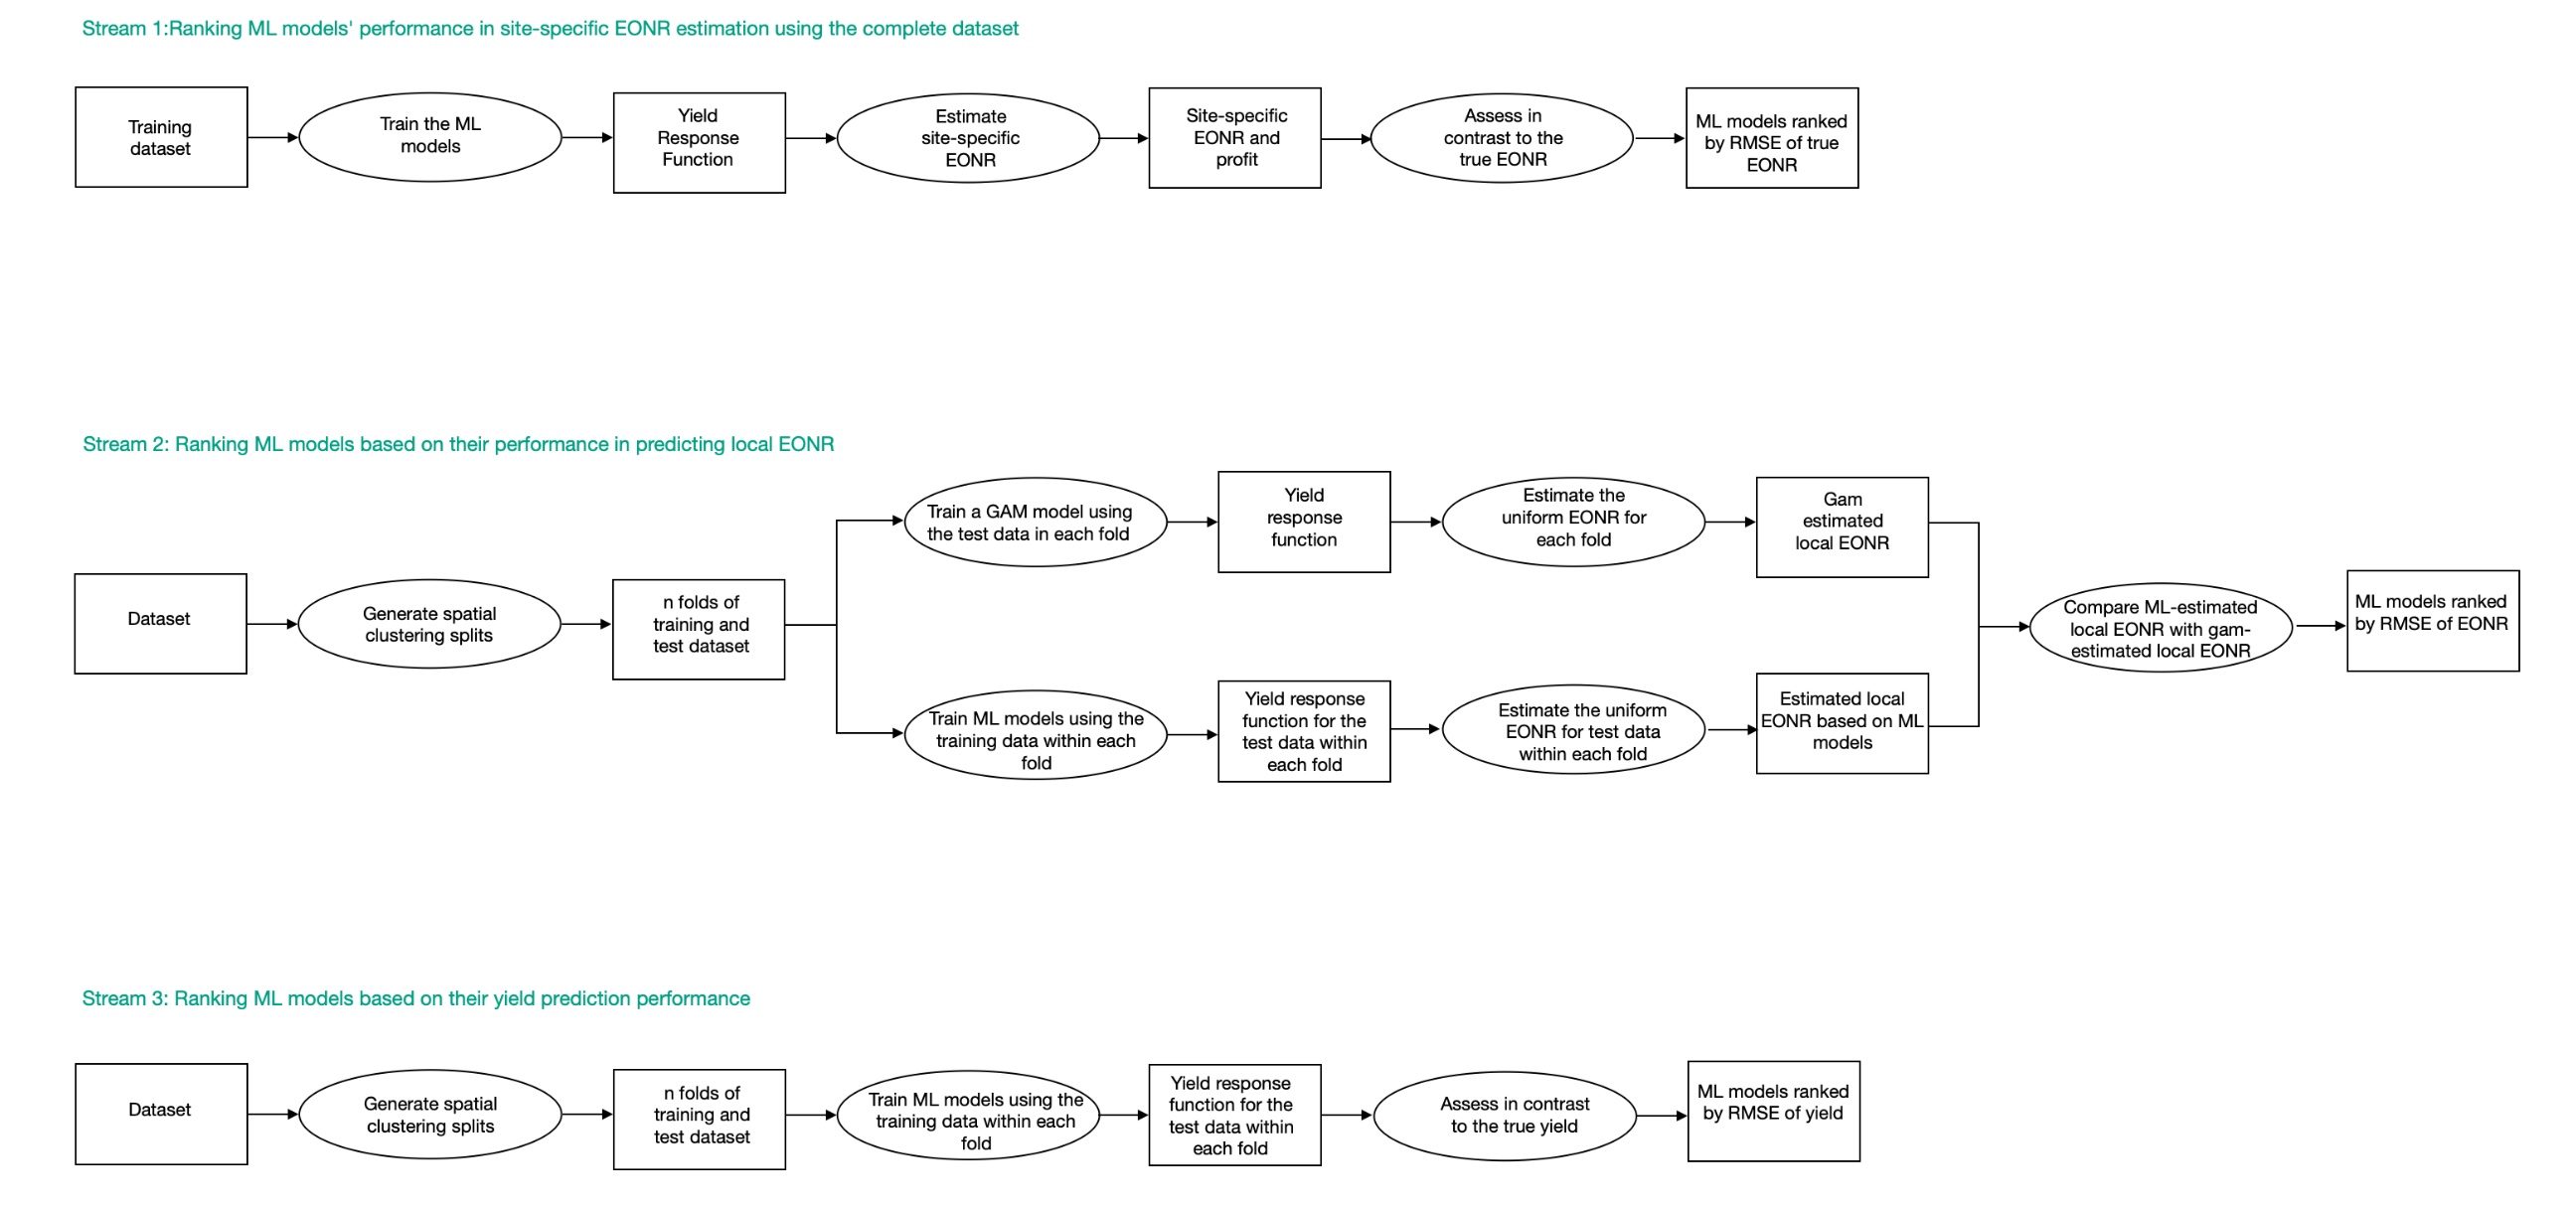 Stream 1:Ranking ML models' performance in site-specific EONR estimation using the complete dataset
Training
dataset
Train the ML
models
Yield
Response
Function
Estimate
site-specific
EONR
Site-specific
EONR and
profit
Assess in
contrast to the
true EONR
ML models ranked
by RMSE of true
EONR
Stream 2: Ranking ML models based on their performance in predicting local EONR
Dataset
Generate spatial
clustering splits
n folds of
training and
test dataset
Train a GAM model using
the test data in each fold
Yield
response
function
Estimate the
uniform EONR for
each fold
Gam
estimated
local EONR
Train ML models using the
training data within each
fold
Yield response
function for the
test data within
each fold
Estimate the uniform
EONR for test data
within each fold
Estimated local
EONR based on ML
models
Compare ML-estimated
local EONR with gam-
estimated local EONR
ML models ranked
by RMSE of EONR
Stream 3: Ranking ML models based on their yield prediction performance
Dataset
Generate spatial
clustering splits
n folds of
training and
test dataset
Train ML models using the
training data within each
fold
Yield response
function for the
test data within
each fold
Assess in contrast
to the true yield
ML models ranked
by RMSE of yield